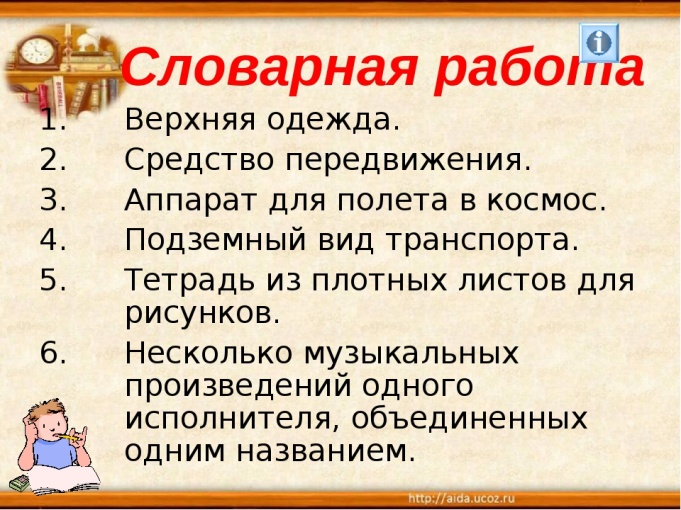 Словарная работа
1. Верхняя одежда.
2. Средство передвижения.
3. Аппарат для полета в космос.
4. Подземный вид транспорта.
5. Тетрадь из плотных листов для
рисунков.
6. Несколько музыкальных
произведений одного
исполнителя, объединенных
одним названием.
http://aida.ucoz.ru